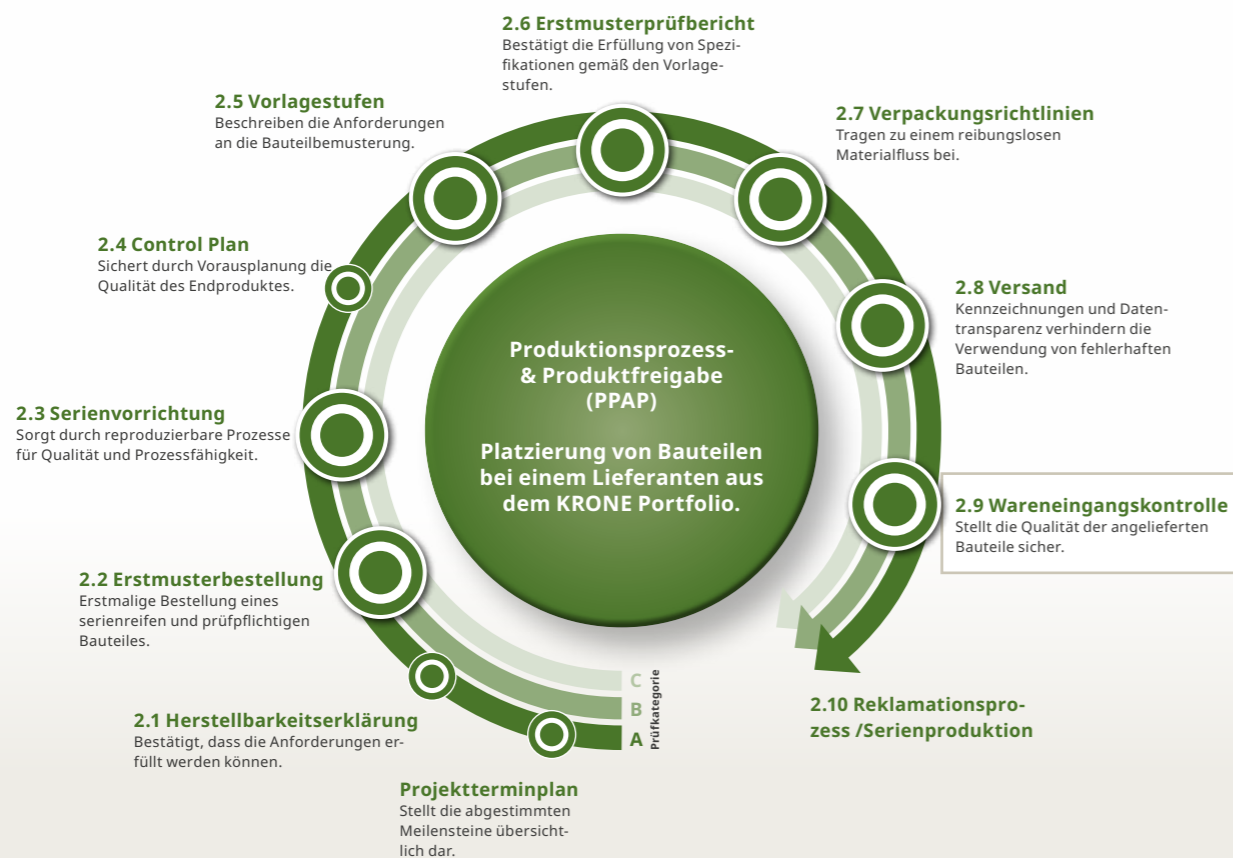 2.6 Erstmusterprüfbericht
Bestätigt die Erfüllung von Spezi-
fikationen gemäß den Vorlage-
stufen.
2.5 Vorlagestufen
Beschreiben die Anforderungen
an die Bauteilbemusterung.
2.7 Verpackungsrichtlinien
Tragen zu einem reibungslosen
Materialfluss bei.
2.4 Control Plan
Sichert durch Vorausplanung die
Qualität des Endproduktes.
2.8 Versand
Kennzeichnungen und Daten-
transparenz verhindern die
Verwendung von fehlerhaften
Bauteilen.
Produktionsprozess-
& Produktfreigabe
(PPAP)
Platzierung von Bauteilen
bei einem Lieferanten aus
dem KRONE Portfolio.
2.3 Serienvorrichtung
Sorgt durch reproduzierbare Prozesse
für Qualität und Prozessfähigkeit.
2.9 Wareneingangskontrolle
Stellt die Qualität der angelieferten
Bauteile sicher.
2.2 Erstmusterbestellung
Erstmalige Bestellung eines
serienreifen und prüfpflichtigen
Bauteiles.
C
B
A
Prüfkategorie
2.10 Reklamationspro-
zess /Serienproduktion
2.1 Herstellbarkeitserklärung
Bestätigt, dass die Anforderungen er-
füllt werden können.
Projektterminplan
Stellt die abgestimmten
Meilensteine übersicht-
lich dar.